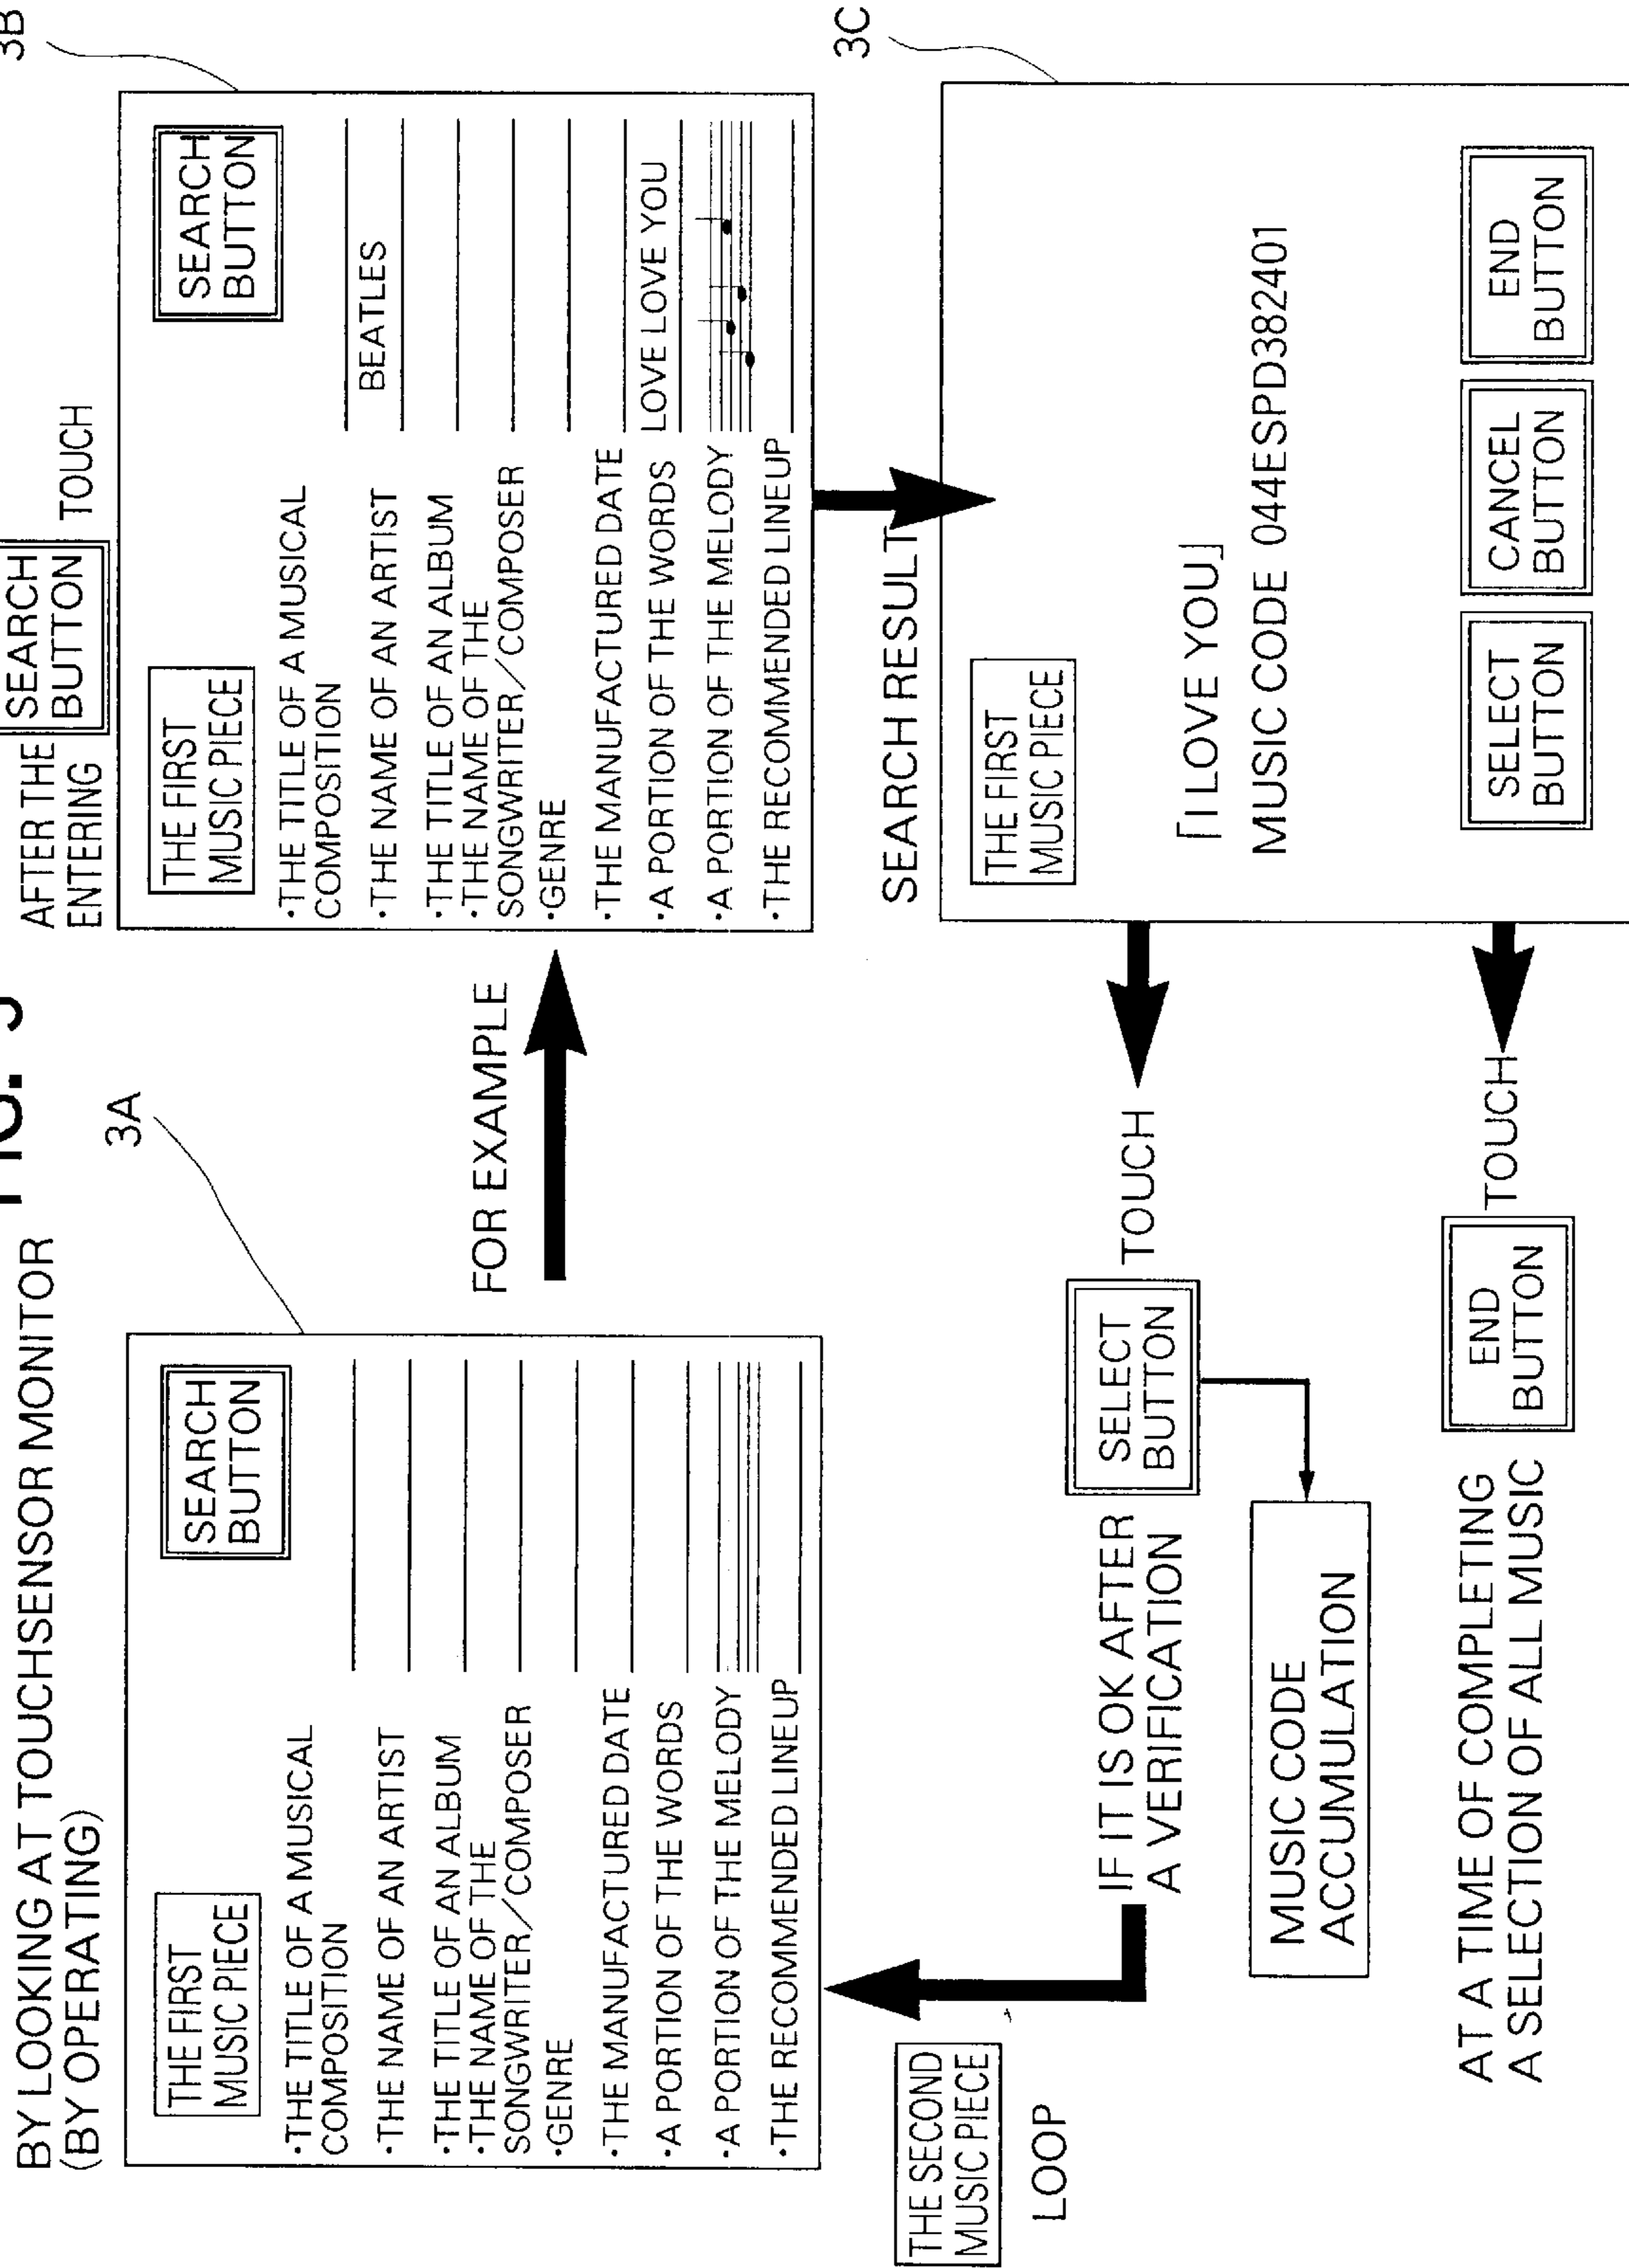 FIG. 3
BY LOOKING AT TOUCHSENSOR MONITOR
(BY OPERATING)
3A
THE FIRST
MUSIC PIECE
SEARCH
BUTTON
·THE TITLE OF A MUSICAL
COMPOSITION
·THE NAME OF AN ARTIST
·THE TITLE OF AN ALBUM
·THE NAME OF THE
SONGWRITER/COMPOSER
·GENRE
·THE MANUFACTURED DATE
·A PORTION OF THE WORDS
·A PORTION OF THE MELODY
·THE RECOMMENDED LINEUP
FOR EXAMPLE
AFTER THE SEARCH BUTTON TOUCH
ENTERING
3B
THE FIRST
MUSIC PIECE
SEARCH
BUTTON
·THE TITLE OF A MUSICAL
COMPOSITION
·THE NAME OF AN ARTIST BEATLES
·THE TITLE OF AN ALBUM
·THE NAME OF THE
SONGWRITER/COMPOSER
·GENRE
·THE MANUFACTURED DATE
·A PORTION OF THE WORDS LOVE LOVE YOU
·A PORTION OF THE MELODY
·THE RECOMMENDED LINEUP
SEARCH RESULT
3C
THE FIRST
MUSIC PIECE
「I LOVE YOU」
MUSIC CODE 044ESPD382401
SELECT
BUTTON
CANCEL
BUTTON
END
BUTTON
THE SECOND
MUSIC PIECE
LOOP
IF IT IS OK AFTER
A VERIFICATION
SELECT
BUTTON
TOUCH
MUSIC CODE
ACCUMULATION
AT A TIME OF COMPLETING
A SELECTION OF ALL MUSIC
END
BUTTON
TOUCH